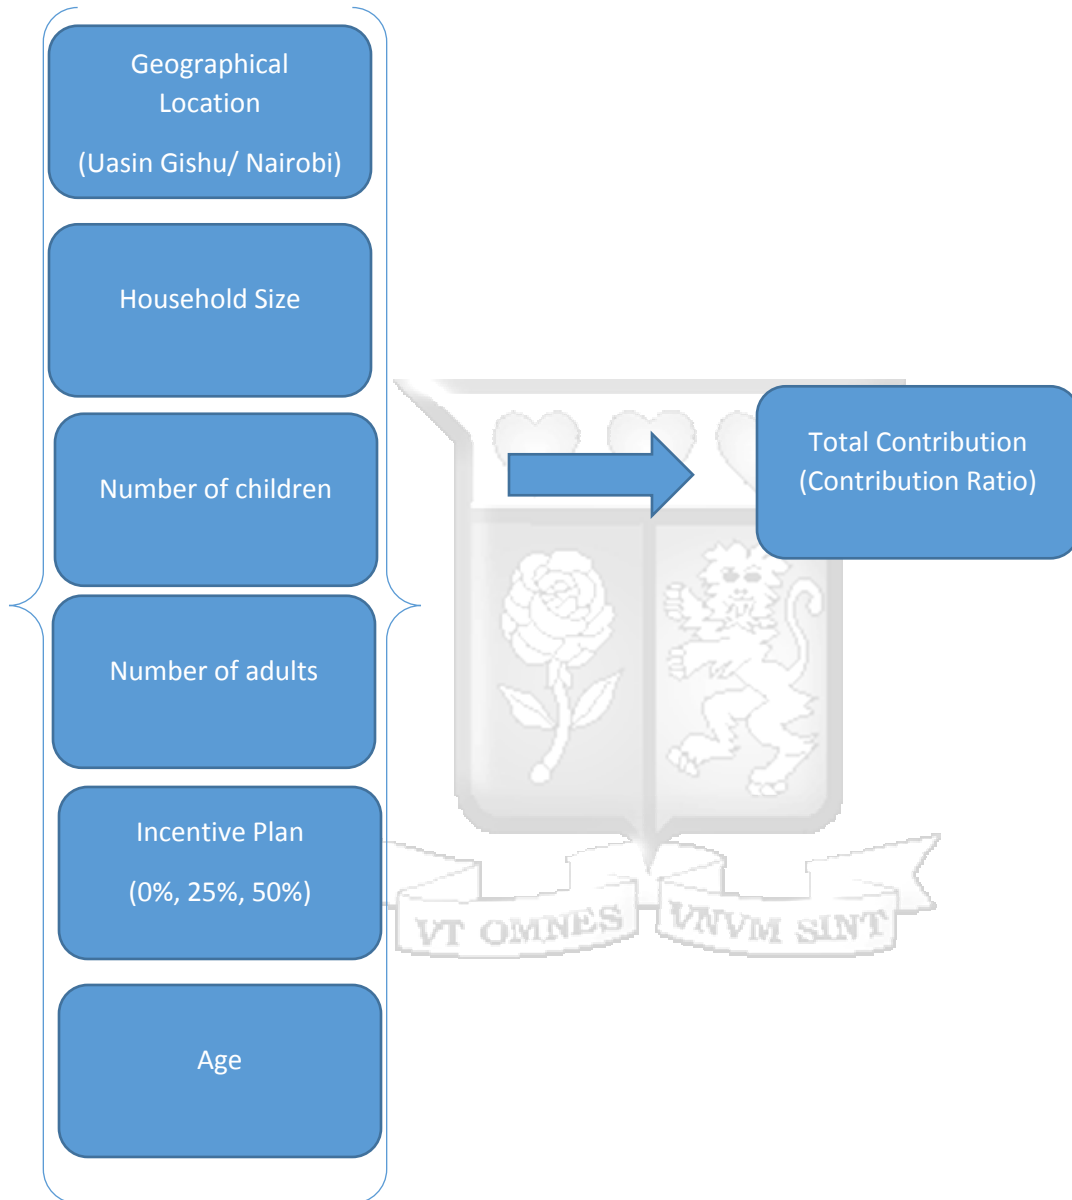 Geographical
Location
(Uasin Gishu/ Nairobi)
Household Size
Number of children
Number of adults
Incentive Plan
(0%, 25%, 50%)
Age
Total Contribution
(Contribution Ratio)
VT OMNES VNVM SINT